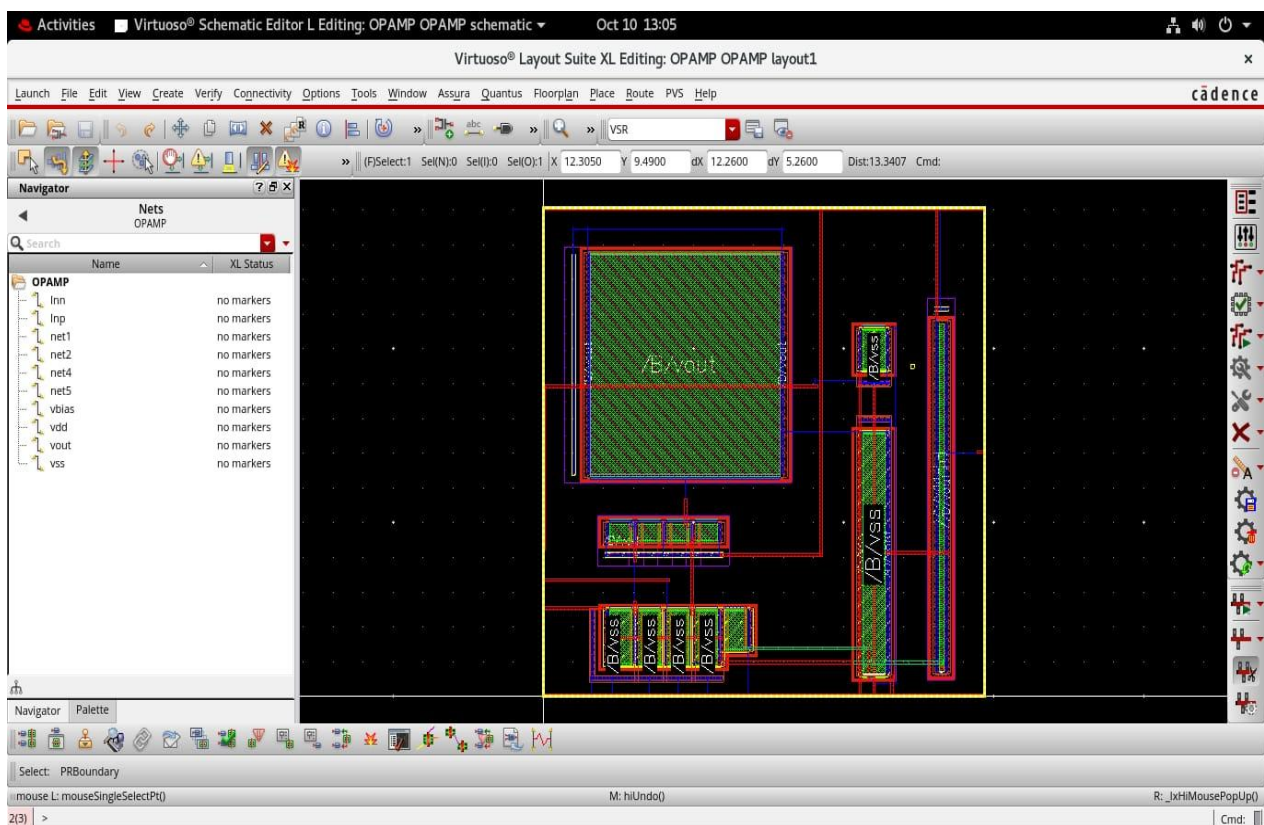 Activities Virtuoso® Schematic Editor L Editing: OPAMP OPAMP schematic Oct 10 13:05
Virtuoso® Layout Suite XL Editing: OPAMP OPAMP layout1
Launch File Edit View Create Verify Connectivity Options Tools Window Assura Quantus Floorplan Place Route PVS Help cādence
abc VSR
(F)Select:1 Sel(N):0 Sel(I):0 Sel(O):1 X 12.3050 Y 9.4900 dX 12.2600 dY 5.2600 Dist:13.3407 Cmd:
Navigator
Nets
OPAMP
Search
Name XL Status
OPAMP
Inn no markers
Inp no markers
net1 no markers
net2 no markers
net4 no markers
net5 no markers
vbias no markers
vdd no markers
vout no markers
vss no markers
/B/vout
/B/vout
/B/vss
/B/vss
/B/vss
/B/vss
/B/vss
/B/vss
Navigator Palette
Select: PRBoundary
mouse L: mouseSingleSelectPt() M: hiUndo() R: _lxHiMousePopUp()
2(3) > Cmd: